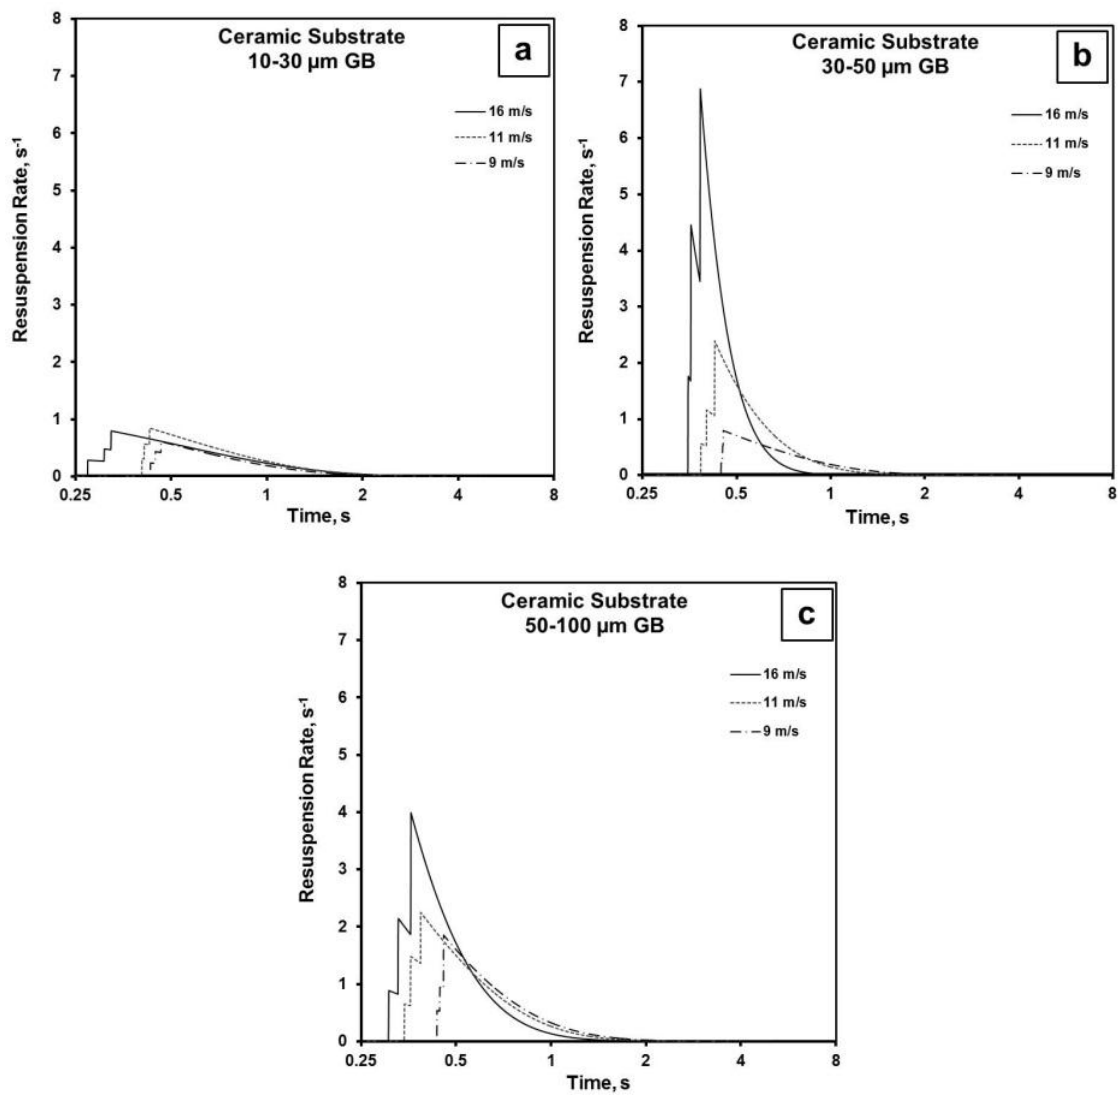 Ceramic Substrate
10-30 µm GB
a
16 m/s
11 m/s
9 m/s
Resuspension Rate, s-1
8
7
6
5
4
3
2
1
0
0.25 0.5 1 2 4 8
Time, s
Ceramic Substrate
30-50 µm GB
b
16 m/s
11 m/s
9 m/s
Resuspension Rate, s-1
8
7
6
5
4
3
2
1
0
0.25 0.5 1 2 4 8
Time, s
Ceramic Substrate
50-100 µm GB
c
16 m/s
11 m/s
9 m/s
Resuspension Rate, s-1
8
7
6
5
4
3
2
1
0
0.25 0.5 1 2 4 8
Time, s